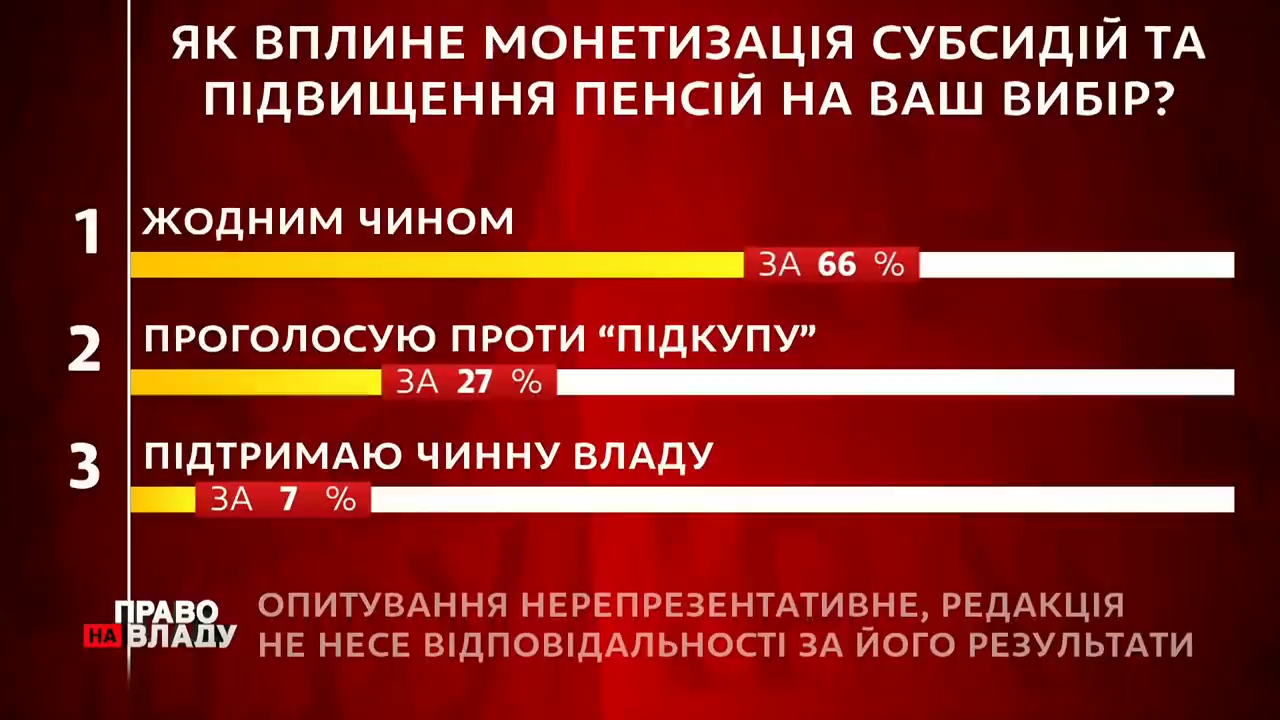 ЯК ВПЛИНЕ МОНЕТИЗАЦІЯ СУБСИДІЙ ТА
ПІДВИЩЕННЯ ПЕНСІЙ НА ВАШ ВИБІР?
1 ЖОДНИМ ЧИНОМ
ЗА 66 %
2 ПРОГОЛОСУЮ ПРОТИ “ПІДКУПУ”
ЗА 27 %
3 ПІДТРИМАЮ ЧИННУ ВЛАДУ
ЗА 7 %
ПРАВО
НА ВЛАДУ
ОПИТУВАННЯ НЕРЕПРЕЗЕНТАТИВНЕ, РЕДАКЦІЯ
НЕ НЕСЕ ВІДПОВІДАЛЬНОСТІ ЗА ЙОГО РЕЗУЛЬТАТИ